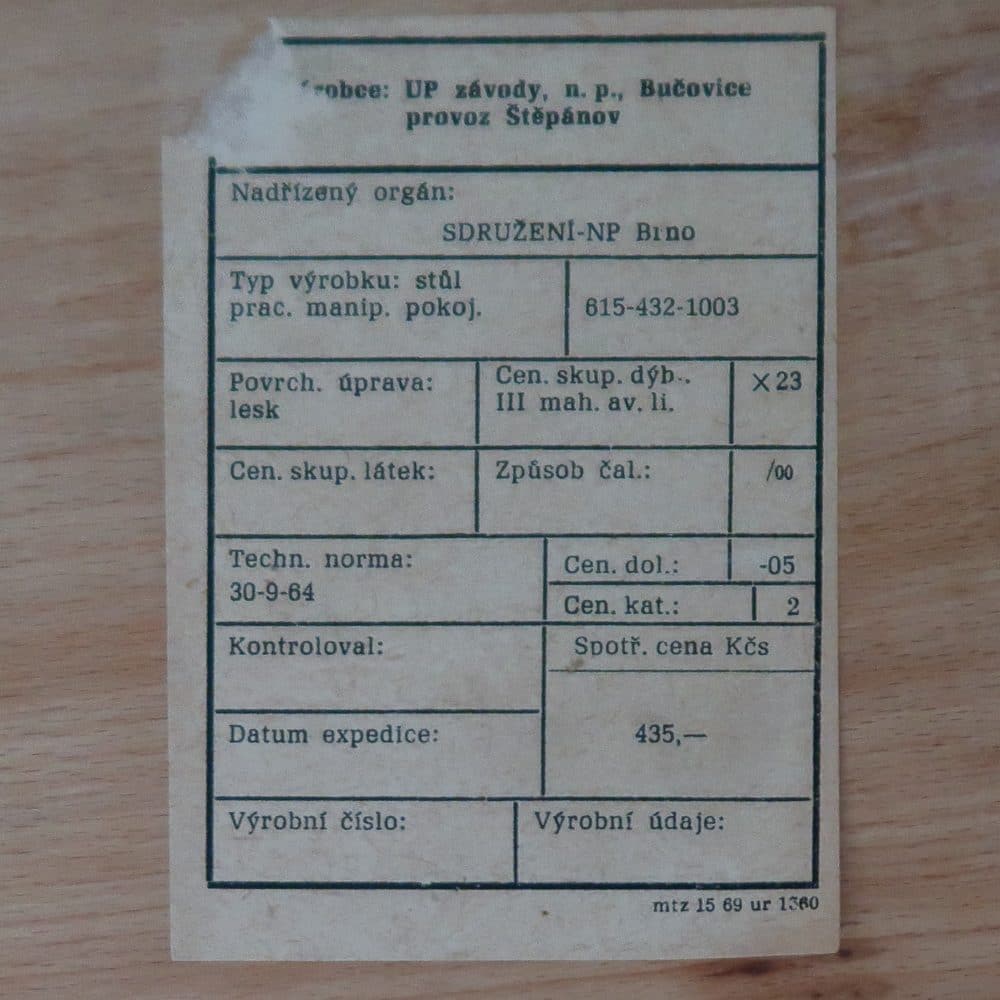 robce: UP závody, n. p., Bučovice
provoz Štěpánov
Nadřízený orgán:
SDRUŽENÍ-NP Brno
Typ výrobku: stůl
prac. manip. pokoj.
615-432-1003
Povrch. úprava:
lesk
Cen. skup. dýb..
III mah. av. li.
×23
Cen. skup. látek:
Způsob čal.:
/00
Techn. norma:
30-9-64
Cen. dol.:
-05
Cen. kat.:
2
Kontroloval:
Spotř. cena Kčs
435,—
Datum expedice:
Výrobní číslo:
Výrobní údaje:
mtz 15 69 ur